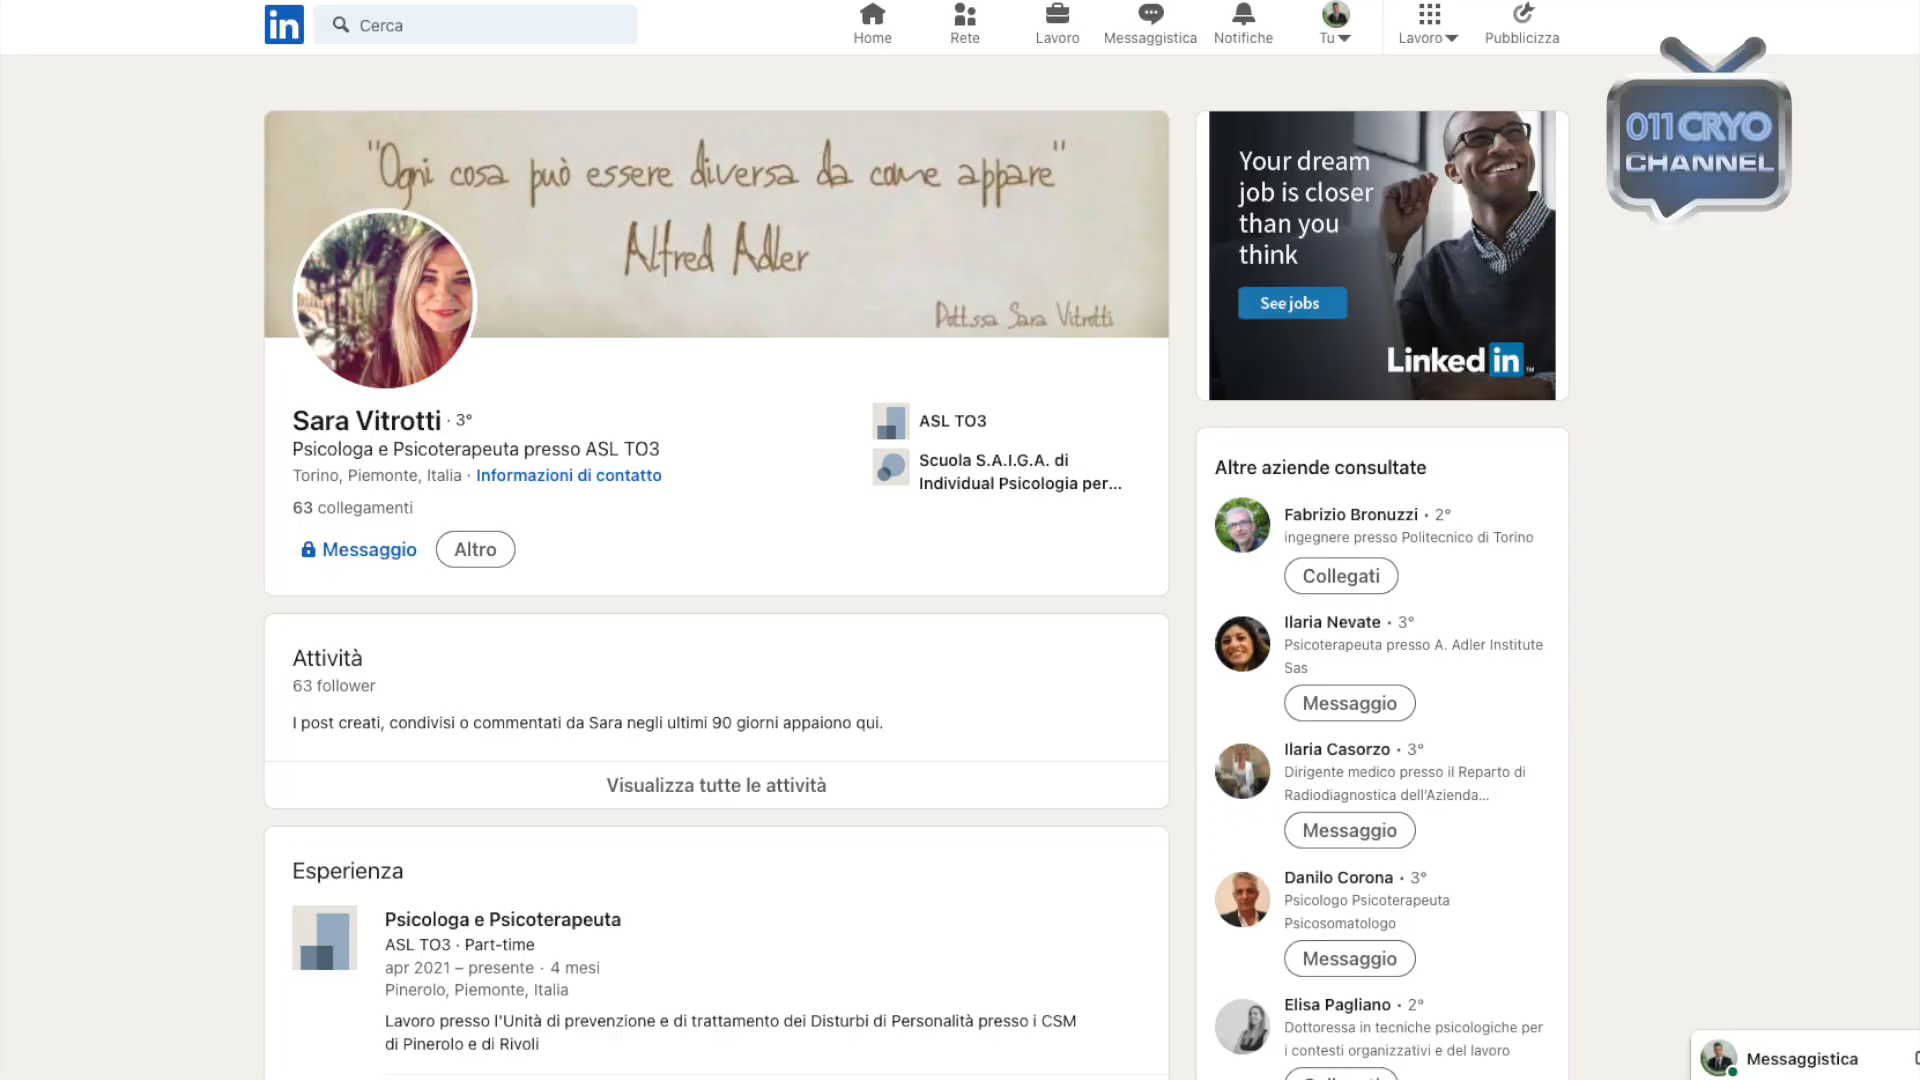 Cerca
Home
Rete
Lavoro
Messaggistica
Notifiche
Tu
Lavoro
Pubblicizza
011CRYO
CHANNEL
"Ogni cosa può essere diversa da come appare"
Alfred Adler
Dott.ssa Sara Vitrotti
Sara Vitrotti · 3°
Psicologa e Psicoterapeuta presso ASL TO3
Torino, Piemonte, Italia · Informazioni di contatto
63 collegamenti
Messaggio
Altro
ASL TO3
Scuola S.A.I.G.A. di
Individual Psicologia per...
Attività
63 follower
I post creati, condivisi o commentati da Sara negli ultimi 90 giorni appaiono qui.
Visualizza tutte le attività
Esperienza
Psicologa e Psicoterapeuta
ASL TO3 · Part-time
apr 2021 – presente · 4 mesi
Pinerolo, Piemonte, Italia
Lavoro presso l'Unità di prevenzione e di trattamento dei Disturbi di Personalità presso i CSM
di Pinerolo e di Rivoli
Your dream
job is closer
than you
think
See jobs
Linked in
Altre aziende consultate
Fabrizio Bronuzzi • 2°
ingegnere presso Politecnico di Torino
Collegati
Ilaria Nevate • 3°
Psicoterapeuta presso A. Adler Institute
Sas
Messaggio
Ilaria Casorzo • 3°
Dirigente medico presso il Reparto di
Radiodiagnostica dell'Azienda...
Messaggio
Danilo Corona • 3°
Psicologo Psicoterapeuta
Psicosomatologo
Messaggio
Elisa Pagliano • 2°
Dottoressa in tecniche psicologiche per
i contesti organizzativi e del lavoro
Messaggistica